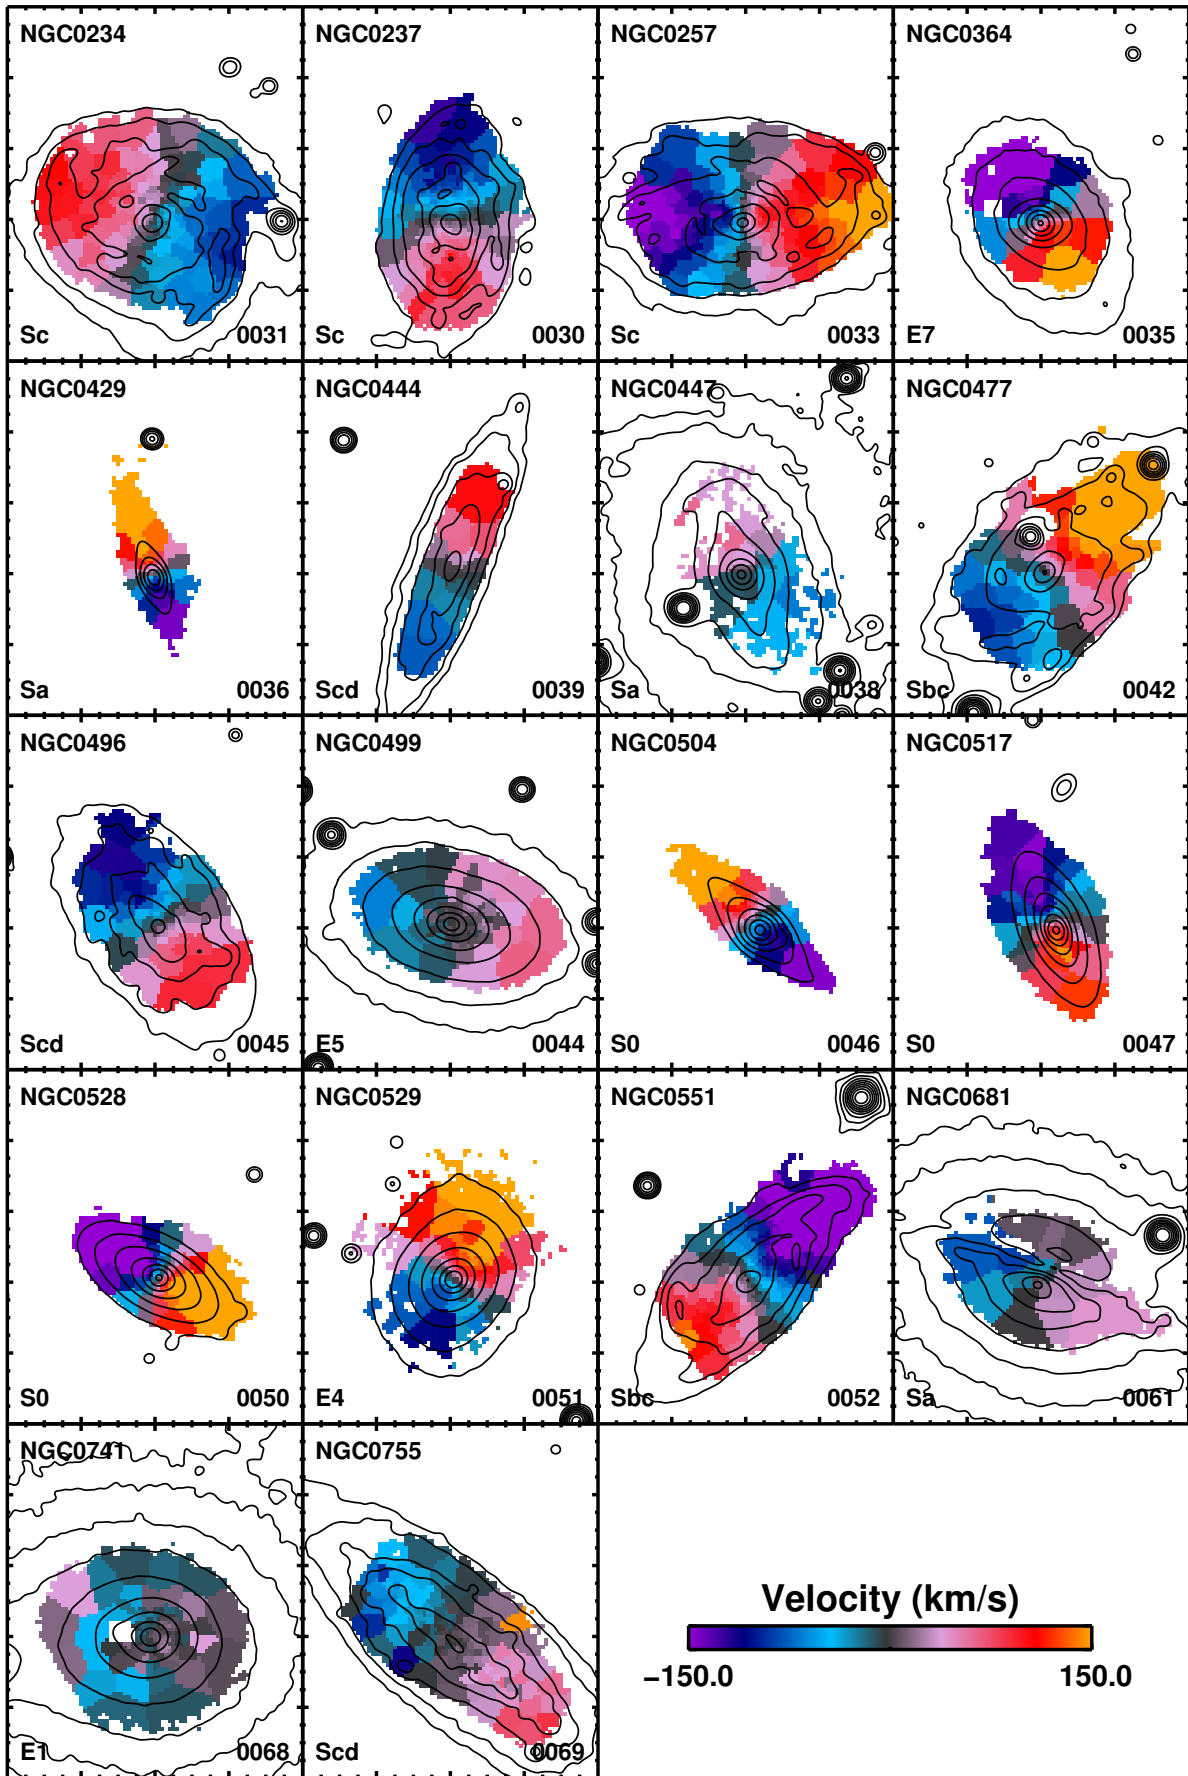 NGC0234 NGC0237 NGC0257 NGC0364
Sc 0031 Sc 0030 Sc 0033 E7 0035
NGC0429 NGC0444 NGC0447 NGC0477
Sa 0036 Scd 0039 Sa 0038 Sbc 0042
NGC0496 NGC0499 NGC0504 NGC0517
Scd 0045 E5 0044 S0 0046 S0 0047
NGC0528 NGC0529 NGC0551 NGC0681
S0 0050 E4 0051 Sbc 0052 Sa 0061
NGC0741 NGC0755
Velocity (km/s)
−150.0 150.0
E1 0068 Scd 0069